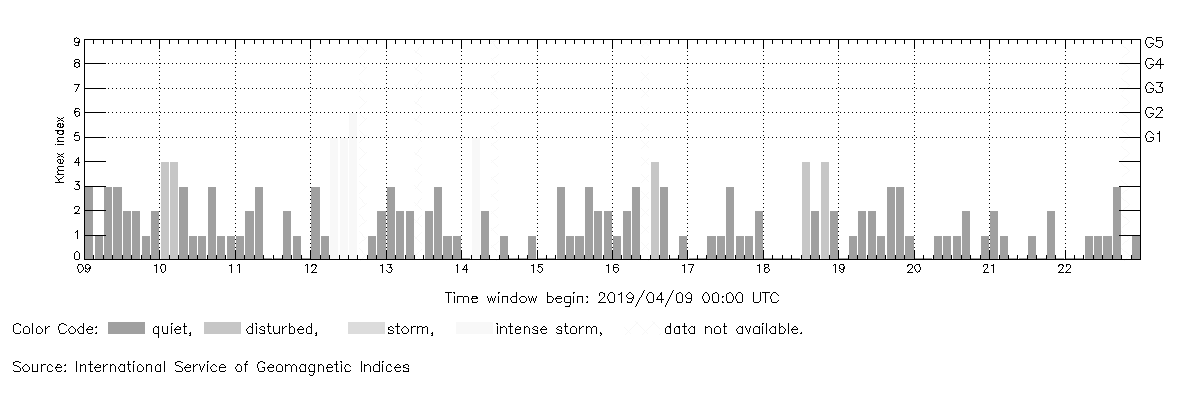 9 G5
8 G4
7 G3
6 G2
5 G1
4
3
2
1
0
Kmex index
09 10 11 12 13 14 15 16 17 18 19 20 21 22
Time window begin: 2019/04/09 00:00 UTC
Color Code: quiet, disturbed, storm, intense storm, data not available.
Source: International Service of Geomagnetic Indices